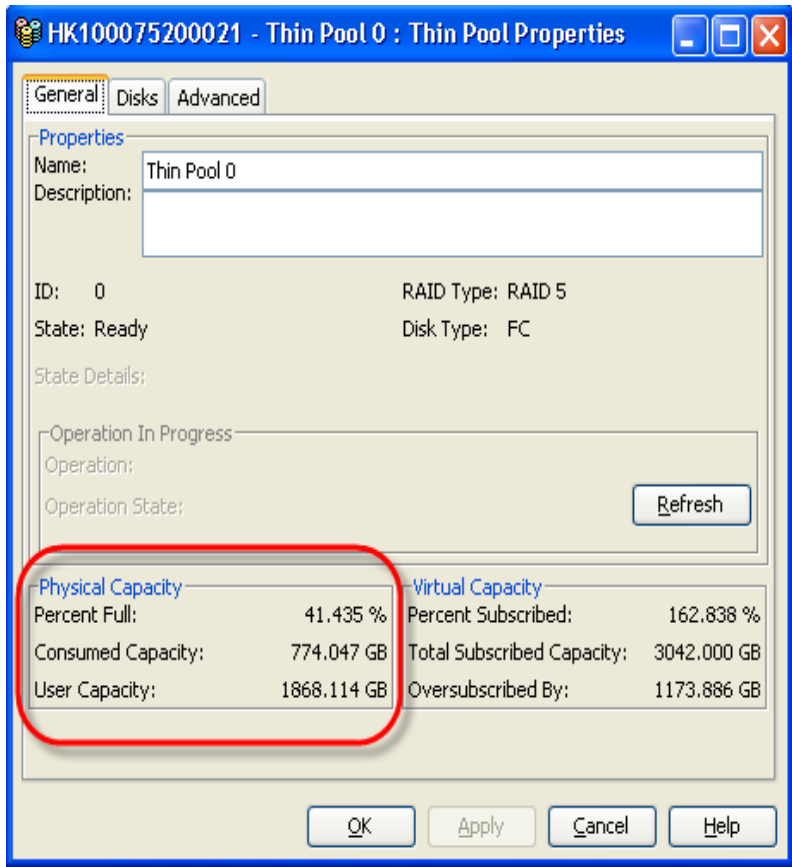 HK100075200021 - Thin Pool 0 : Thin Pool Properties
General Disks Advanced
Properties
Name: Thin Pool 0
Description:
ID: 0 RAID Type: RAID 5
State: Ready Disk Type: FC
State Details:
Operation In Progress
Operation:
Operation State:
Refresh
Physical Capacity Virtual Capacity
Percent Full: 41.435 % Percent Subscribed: 162.838 %
Consumed Capacity: 774.047 GB Total Subscribed Capacity: 3042.000 GB
User Capacity: 1868.114 GB Oversubscribed By: 1173.886 GB
OK Apply Cancel Help